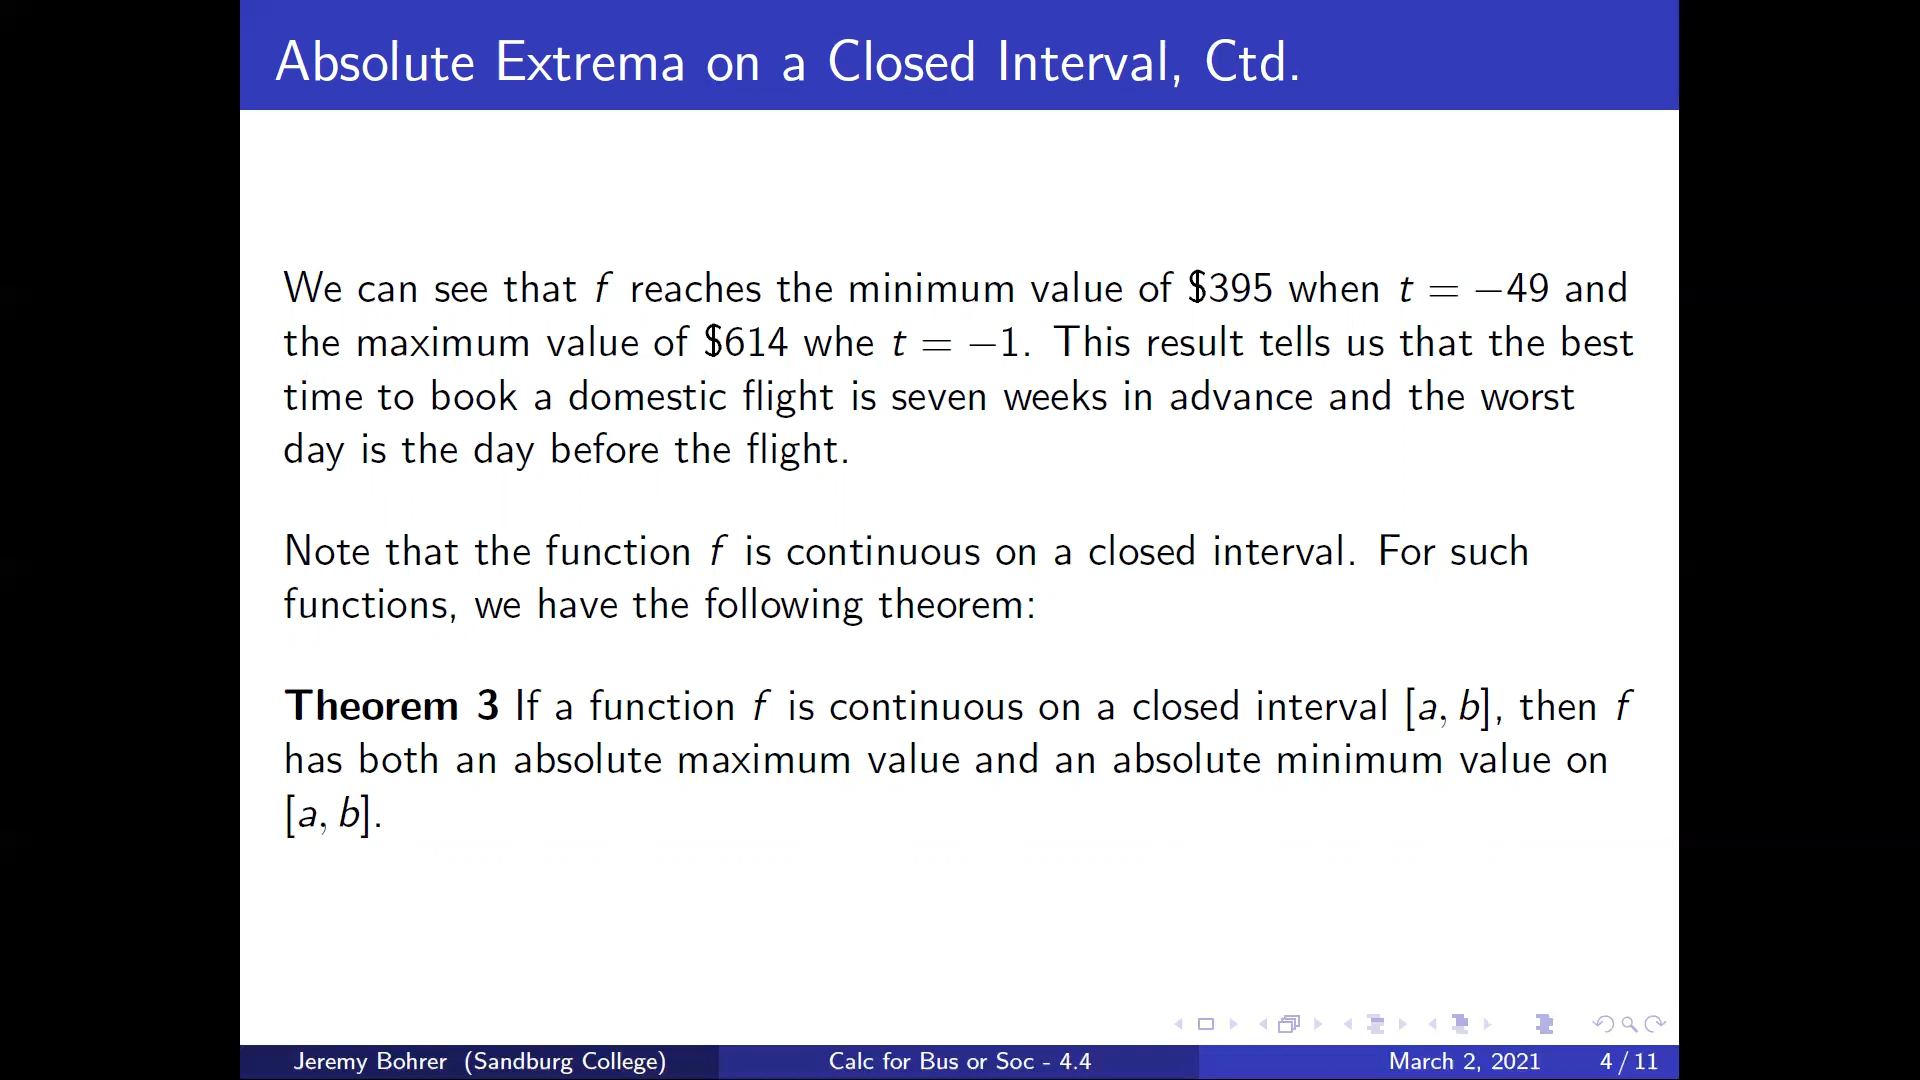 Absolute Extrema on a Closed Interval, Ctd.
We can see that f reaches the minimum value of $395 when t = −49 and
the maximum value of $614 whe t = −1. This result tells us that the best
time to book a domestic flight is seven weeks in advance and the worst
day is the day before the flight.
Note that the function f is continuous on a closed interval. For such
functions, we have the following theorem:
Theorem 3 If a function f is continuous on a closed interval [a, b], then f
has both an absolute maximum value and an absolute minimum value on
[a, b].
Jeremy Bohrer (Sandburg College) Calc for Bus or Soc - 4.4 March 2, 2021 4 / 11